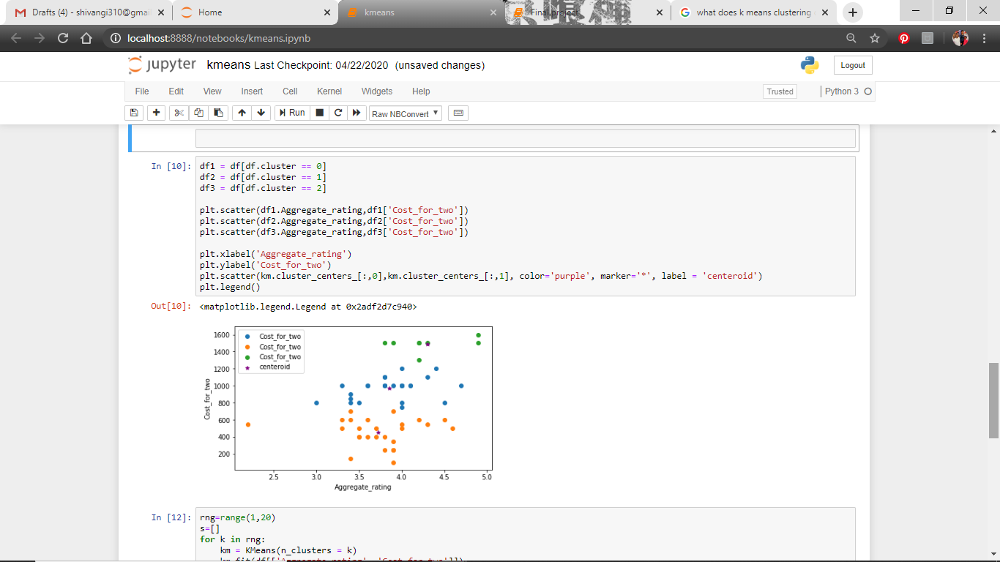 Drafts (4) - shivangi310@gmai
Home
kmeans
Final project
what does k means clustering
localhost:8888/notebooks/kmeans.ipynb
jupyter kmeans Last Checkpoint: 04/22/2020 (unsaved changes)
Logout
File Edit View Insert Cell Kernel Widgets Help
Trusted
Python 3
Run
Raw NBConvert
In [10]:
df1 = df[df.cluster == 0]
df2 = df[df.cluster == 1]
df3 = df[df.cluster == 2]
plt.scatter(df1.Aggregate_rating,df1['Cost_for_two'])
plt.scatter(df2.Aggregate_rating,df2['Cost_for_two'])
plt.scatter(df3.Aggregate_rating,df3['Cost_for_two'])
plt.xlabel('Aggregate_rating')
plt.ylabel('Cost_for_two')
plt.scatter(km.cluster_centers_[:,0],km.cluster_centers_[:,1], color='purple', marker='*', label = 'centeroid')
plt.legend()
Out[10]: <matplotlib.legend.Legend at 0x2adf2d7c940>
Cost_for_two
Cost_for_two
Cost_for_two
centeroid
1600
1400
1200
1000
800
600
400
200
Cost_for_two
2.5 3.0 3.5 4.0 4.5 5.0
Aggregate_rating
In [12]:
rng=range(1,20)
s=[]
for k in rng:
km = KMeans(n_clusters = k)
km.fit(df[['Aggregate_rating', 'Cost_for_two']])